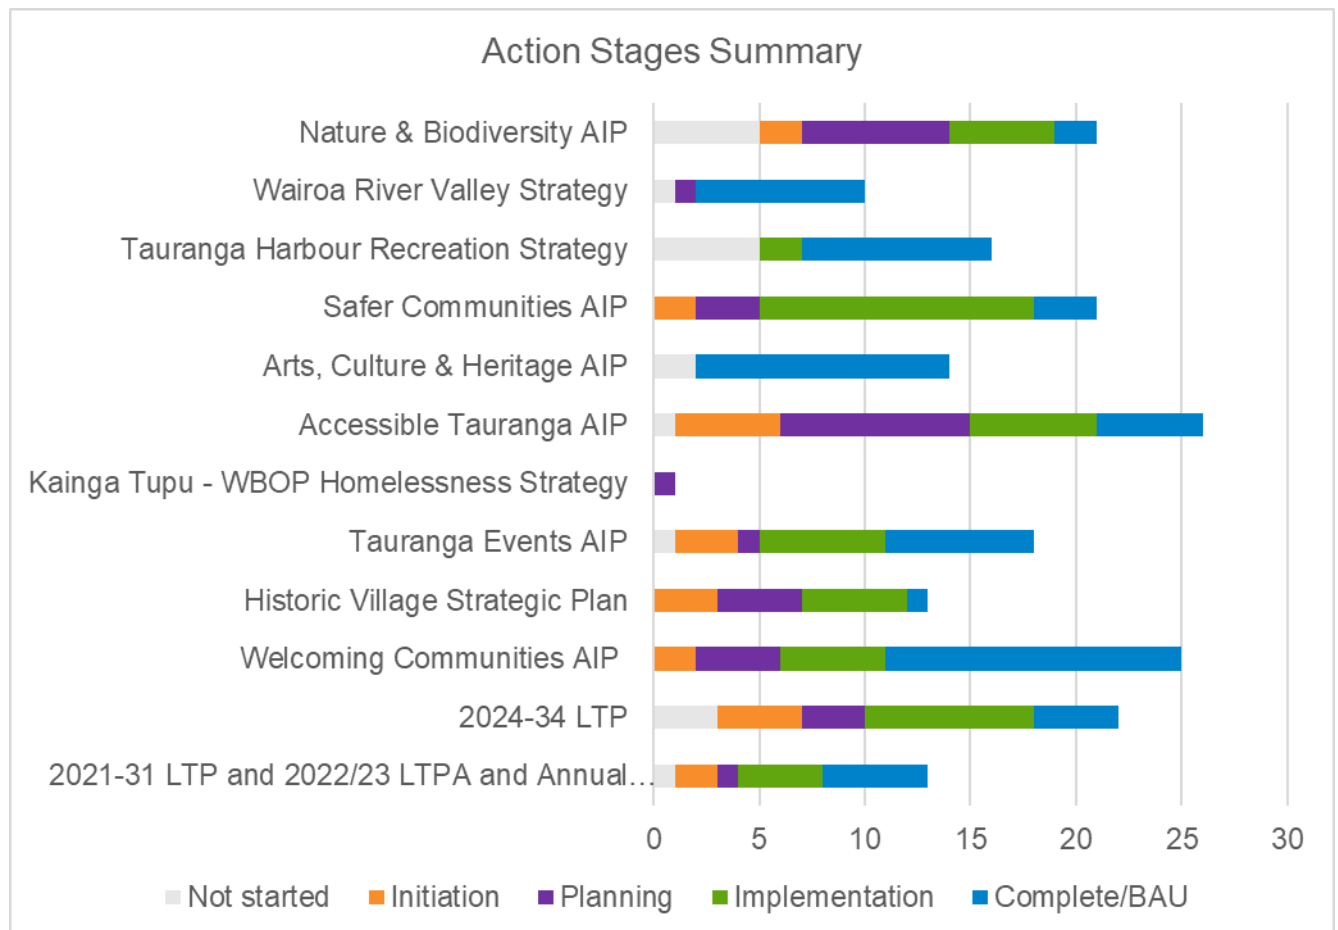 Action Stages Summary
Nature & Biodiversity AIP
Wairoa River Valley Strategy
Tauranga Harbour Recreation Strategy
Safer Communities AIP
Arts, Culture & Heritage AIP
Accessible Tauranga AIP
Kainga Tupu - WBOP Homelessness Strategy
Tauranga Events AIP
Historic Village Strategic Plan
Welcoming Communities AIP
2024-34 LTP
2021-31 LTP and 2022/23 LTPA and Annual…
0 5 10 15 20 25 30
Not started Initiation Planning Implementation Complete/BAU